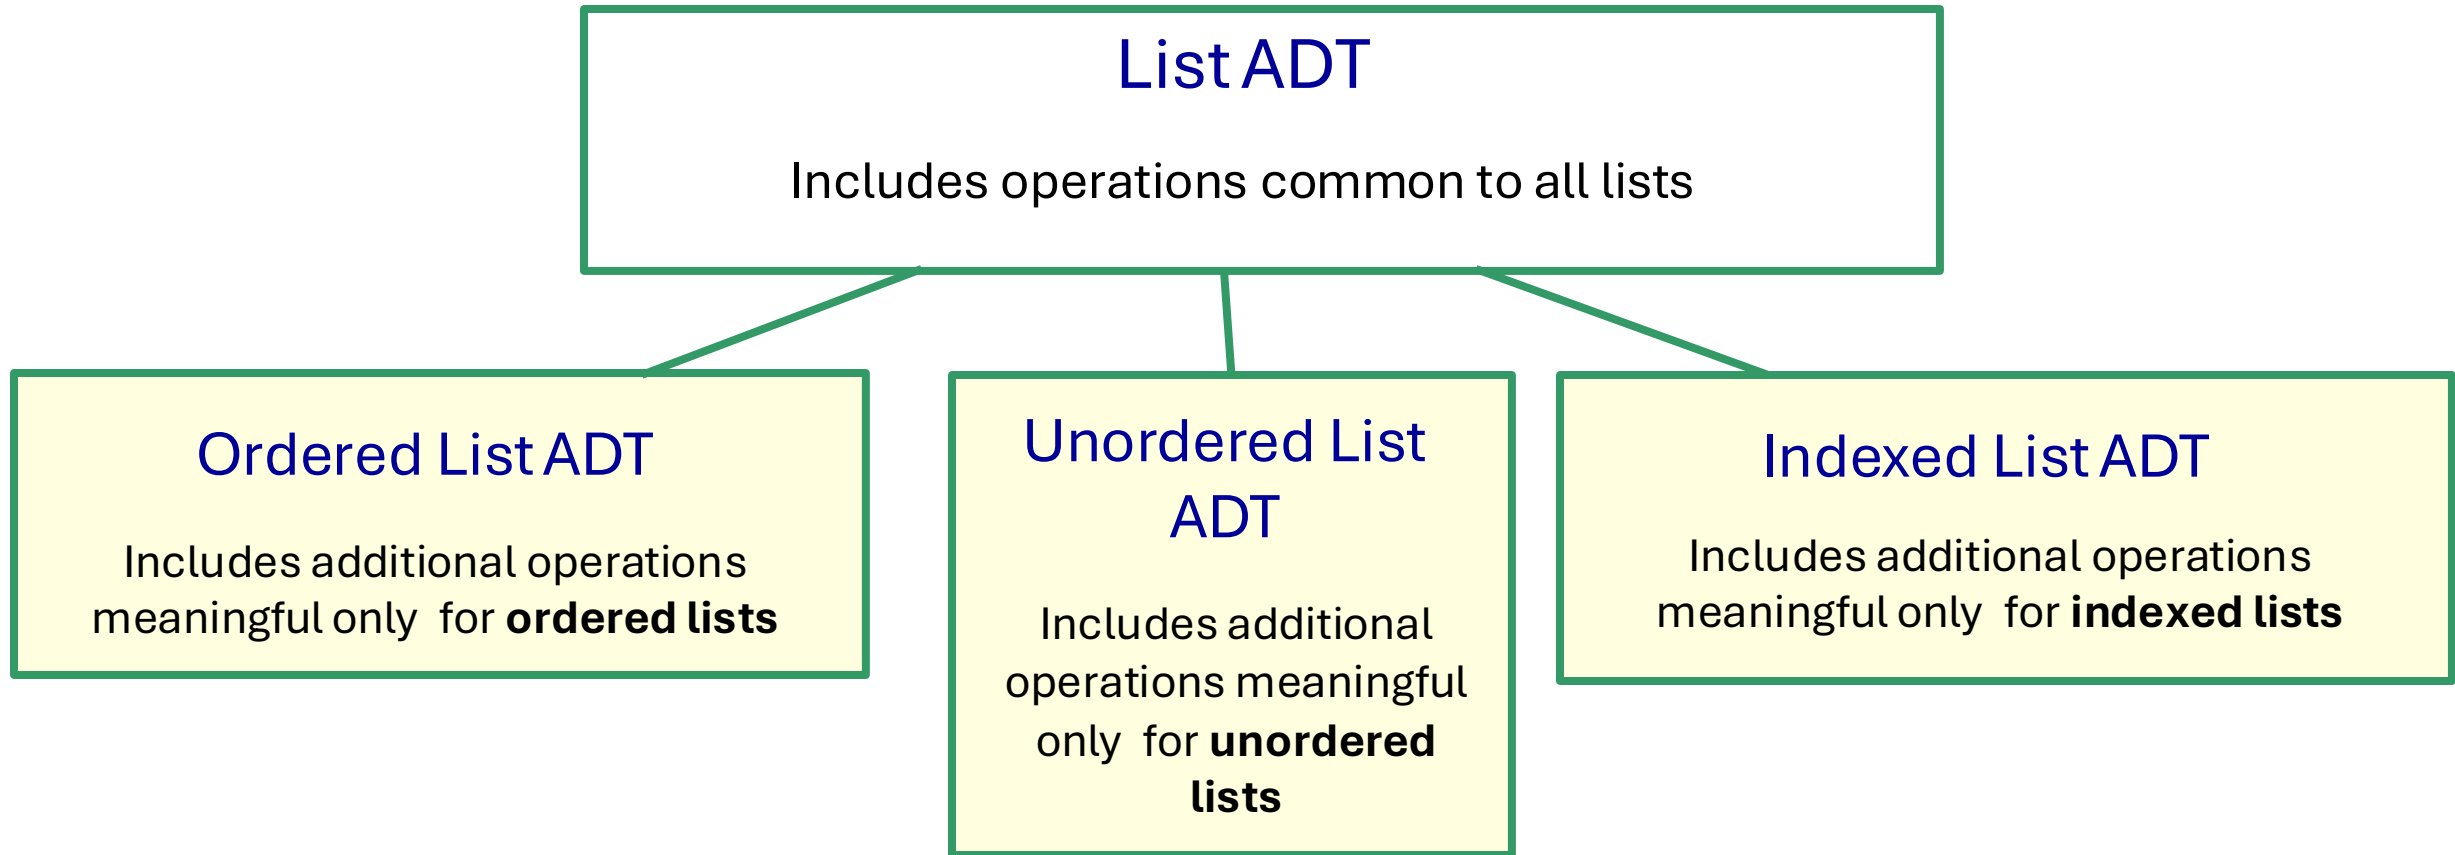 List ADT
Includes operations common to all lists
Ordered List ADT
Includes additional operations
meaningful only for ordered lists
Unordered List
ADT
Includes additional
operations meaningful
only for unordered
lists
Indexed List ADT
Includes additional operations
meaningful only for indexed lists